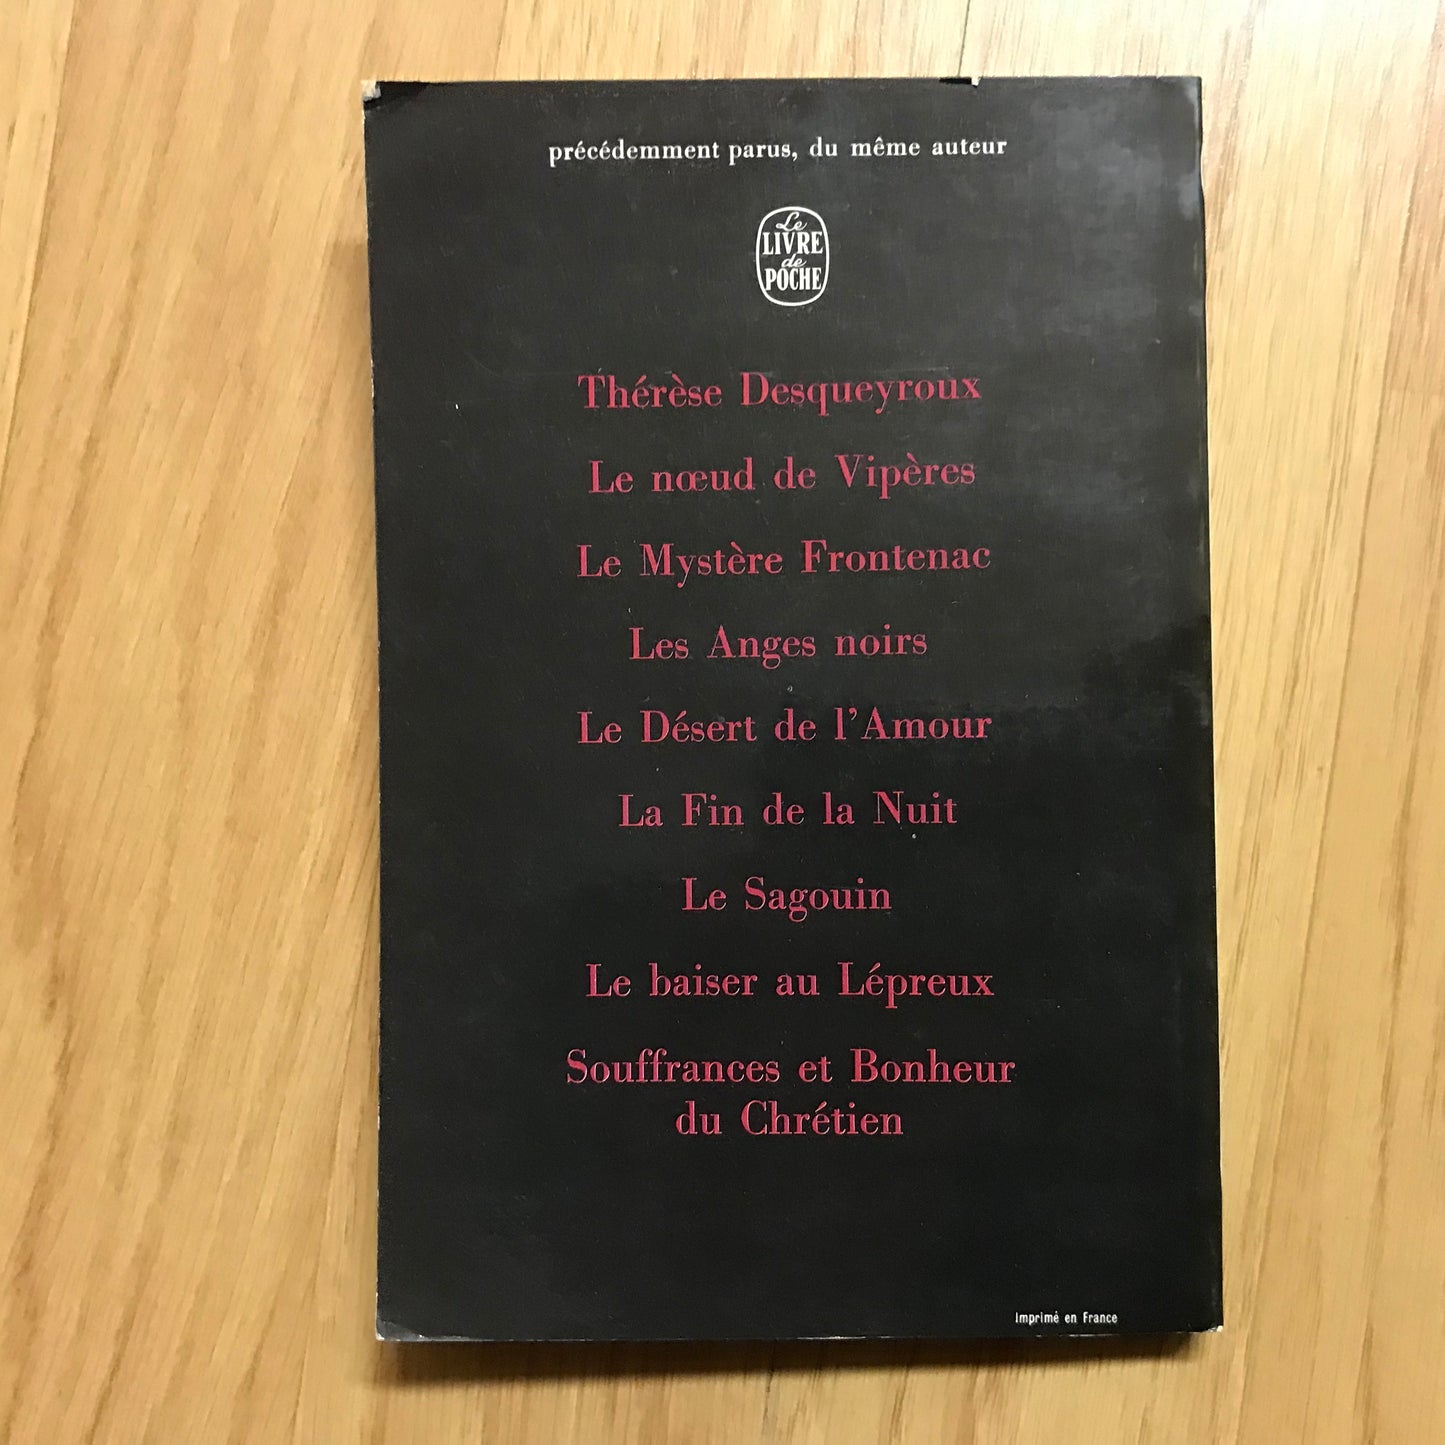 précédemment parus, du même auteur
Le
LIVRE
de
POCHE
Thérèse Desqueyroux
Le nœud de Vipères
Le Mystère Frontenac
Les Anges noirs
Le Désert de l'Amour
La Fin de la Nuit
Le Sagouin
Le baiser au Lépreux
Souffrances et Bonheur
du Chrétien
Imprimé en France